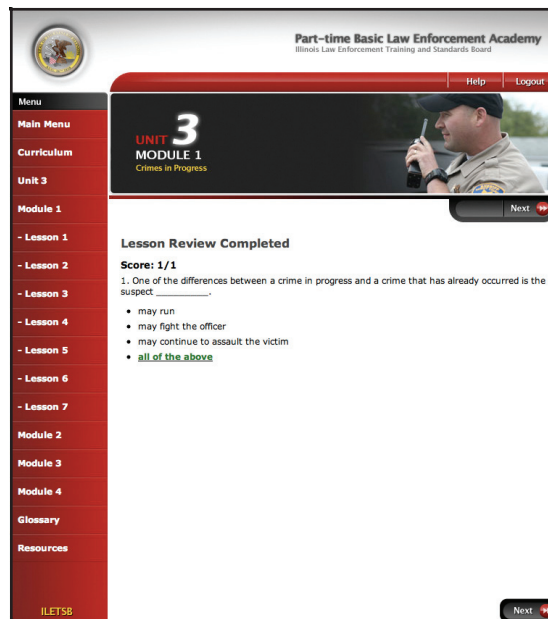 Part-time Basic Law Enforcement Academy
Illinois Law Enforcement Training and Standards Board
Help
Logout
Menu
Main Menu
Curriculum
Unit 3
Module 1
- Lesson 1
- Lesson 2
- Lesson 3
- Lesson 4
- Lesson 5
- Lesson 6
- Lesson 7
Module 2
Module 3
Module 4
Glossary
Resources
ILETSB
UNIT 3
MODULE 1
Crimes in Progress
Next
Lesson Review Completed
Score: 1/1
1. One of the differences between a crime in progress and a crime that has already occurred is the
suspect __________.
• may run
• may fight the officer
• may continue to assault the victim
• all of the above
Next